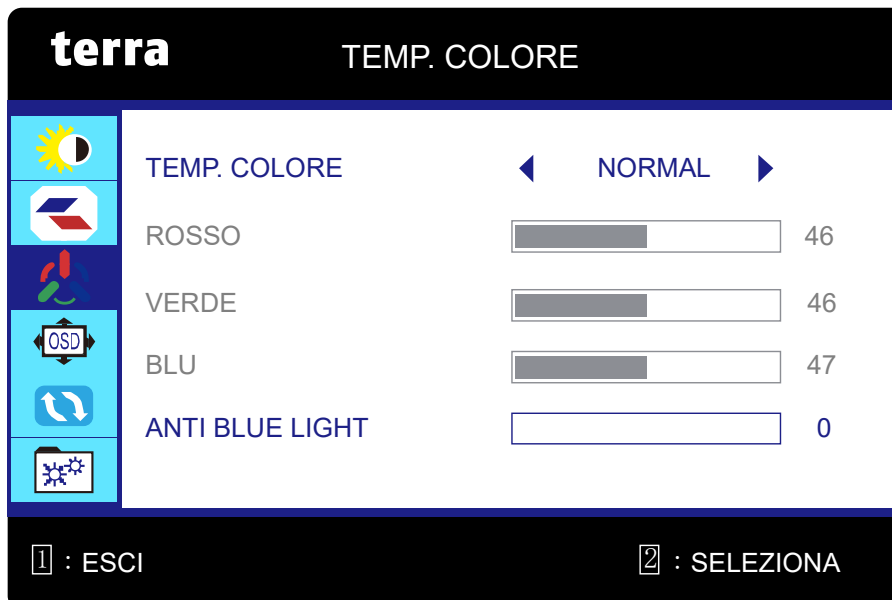 terra
TEMP. COLORE
TEMP. COLORE NORMAL
ROSSO 46
VERDE 46
OSD
BLU 47
ANTI BLUE LIGHT 0
1 : ESCI 2 : SELEZIONA